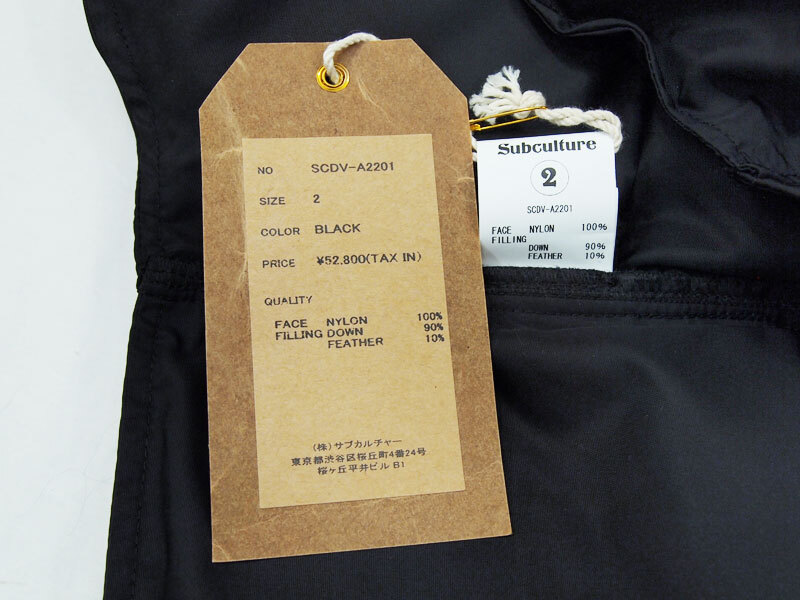 NO SCDV-A2201
SIZE 2
COLOR BLACK
PRICE ¥52,800(TAX IN)
QUALITY
FACE NYLON 100%
FILLING DOWN 90%
FEATHER 10%
(株)サブカルチャー
東京都渋谷区桜丘町4番24号
桜ヶ丘平井ビル B1
Subculture
2
SCDV-A2201
FACE NYLON 100%
FILLING
DOWN 90%
FEATHER 10%